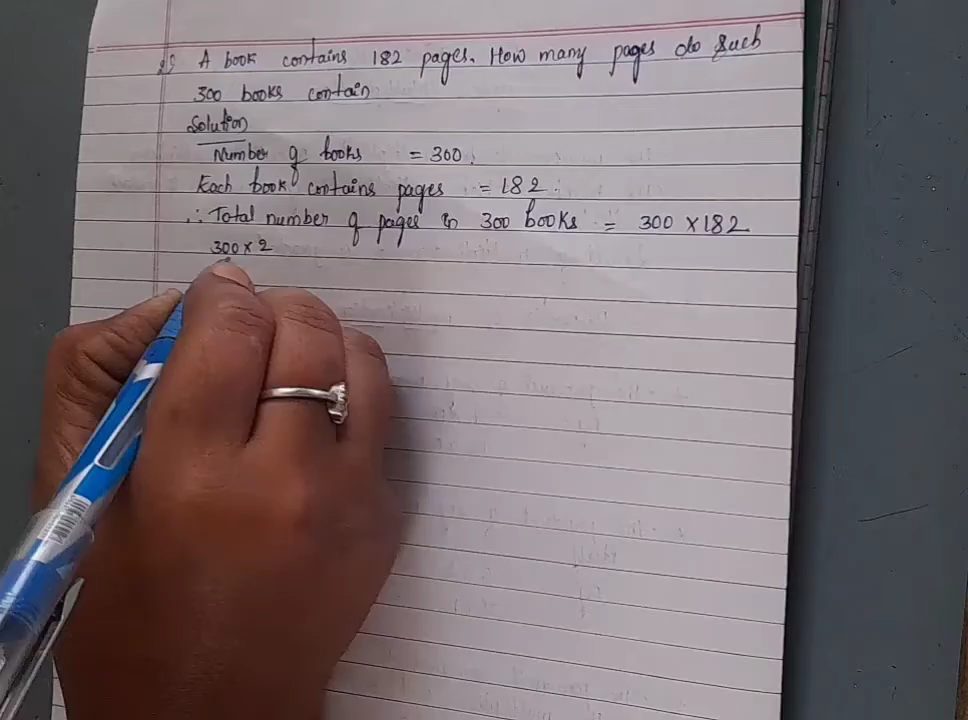 A book contains 182 pages. How many pages do such
300 books contain
Solution
Number of books = 300.
Each book contains pages = 182.
∴ Total number of pages in 300 books = 300 × 182
300 × 2